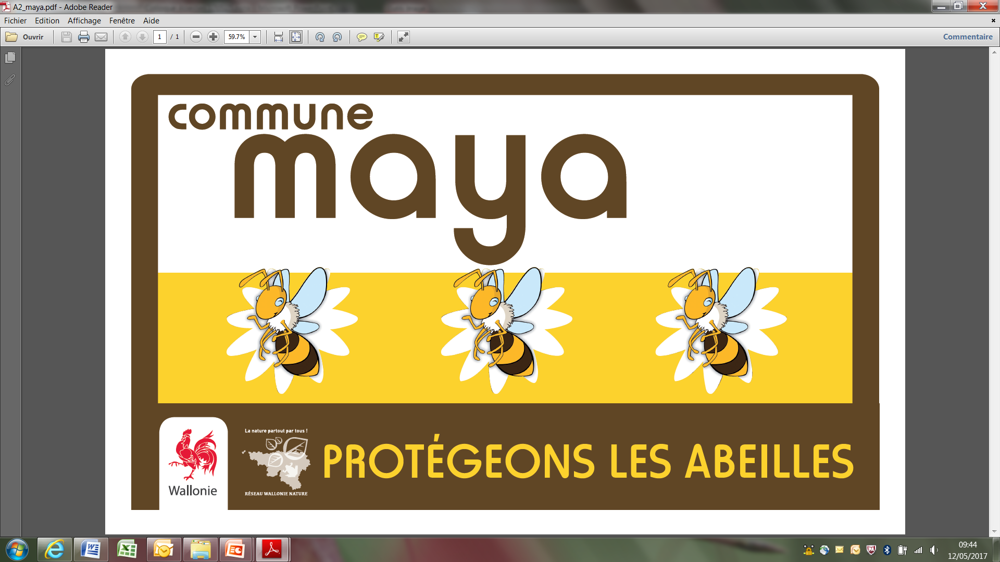 A2_maya.pdf - Adobe Reader
Fichier Edition Affichage Fenêtre Aide
Ouvrir 1 / 1 59.7% Commentaire
commune
maya
La nature partout par tous !
PROTÉGEONS LES ABEILLES
Wallonie
RÉSEAU WALLONIE NATURE
09:44
12/05/2017